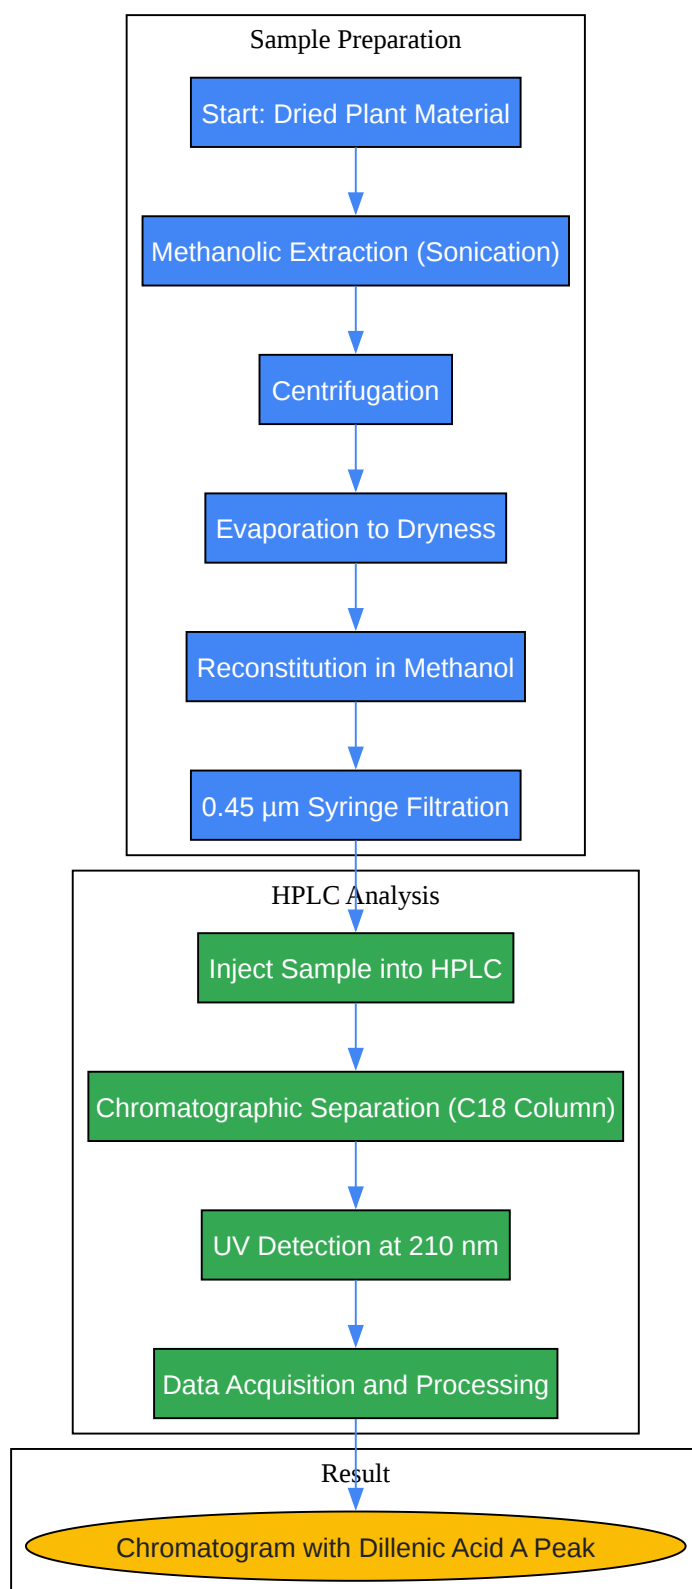 Sample Preparation
Start: Dried Plant Material
Methanolic Extraction (Sonication)
Centrifugation
Evaporation to Dryness
Reconstitution in Methanol
0.45 µm Syringe Filtration
HPLC Analysis
Inject Sample into HPLC
Chromatographic Separation (C18 Column)
UV Detection at 210 nm
Data Acquisition and Processing
Result
Chromatogram with Dillenic Acid A Peak